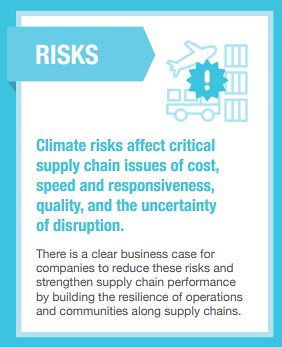 RISKS
Climate risks affect critical
supply chain issues of cost,
speed and responsiveness,
quality, and the uncertainty
of disruption.
There is a clear business case for
companies to reduce these risks and
strengthen supply chain performance
by building the resilience of operations
and communities along supply chains.